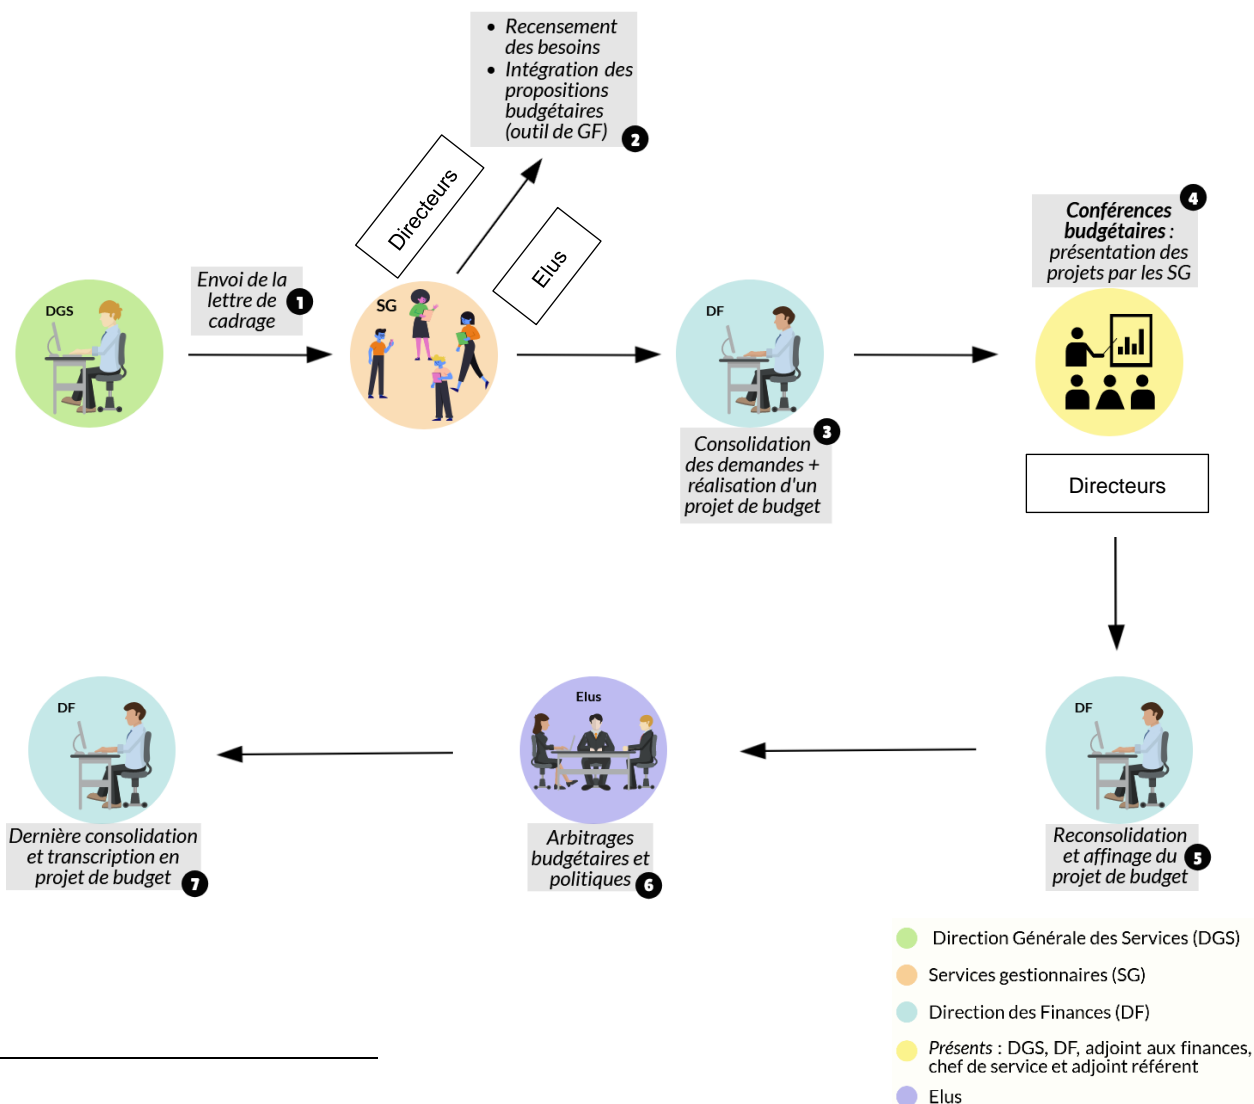 • Recensement
des besoins
• Intégration des
propositions
budgétaires
(outil de GF)
2
Directeurs
Elus
DGS
Envoi de la
lettre de
cadrage
1
SG
DF
Consolidation
des demandes +
réalisation d'un
projet de budget
3
4
Conférences
budgétaires :
présentation des
projets par les SG
Directeurs
DF
Reconsolidation
et affinage du
projet de budget
5
Elus
Arbitrages
budgétaires et
politiques
6
DF
Dernière consolidation
et transcription en
projet de budget
7
Direction Générale des Services (DGS)
Services gestionnaires (SG)
Direction des Finances (DF)
Présents : DGS, DF, adjoint aux finances,
chef de service et adjoint référent
Elus